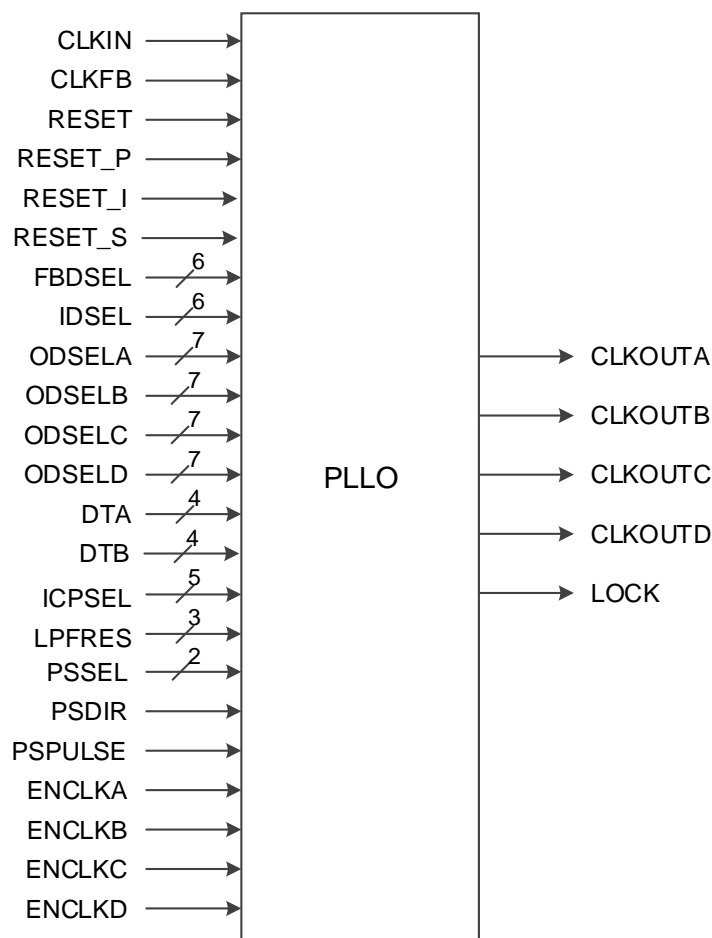 CLKIN
CLKFB
RESET
RESET_P
RESET_I
RESET_S
FBDSEL 6
IDSEL 6
ODSELA 7
ODSELB 7
ODSELC 7
ODSELD 7
DTA 4
DTB 4
ICPSEL 5
LPFRES 3
PSSEL 2
PSDIR
PSPULSE
ENCLKA
ENCLKB
ENCLKC
ENCLKD
PLLO
CLKOUTA
CLKOUTB
CLKOUTC
CLKOUTD
LOCK